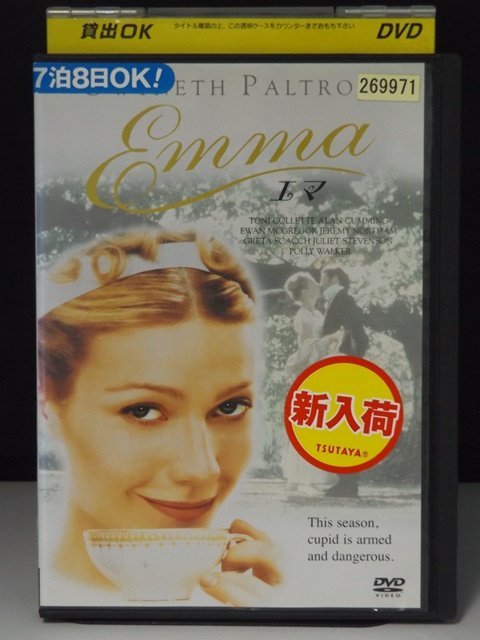 貸出OK
タイトル確認の上、この透明ケースをカウンターまでお持ち下さい
DVD
7泊8日OK!
ETH PALTRO
269971
Emma
エマ
TONI COLLETTE ALAN CUMMING
EWAN MCGREGOR JEREMY NORTHAM
GRETA SCACCHI JULIET STEVENSON
POLLY WALKER
新入荷
TSUTAYA®
This season,
cupid is armed
and dangerous.
DVD
VIDEO